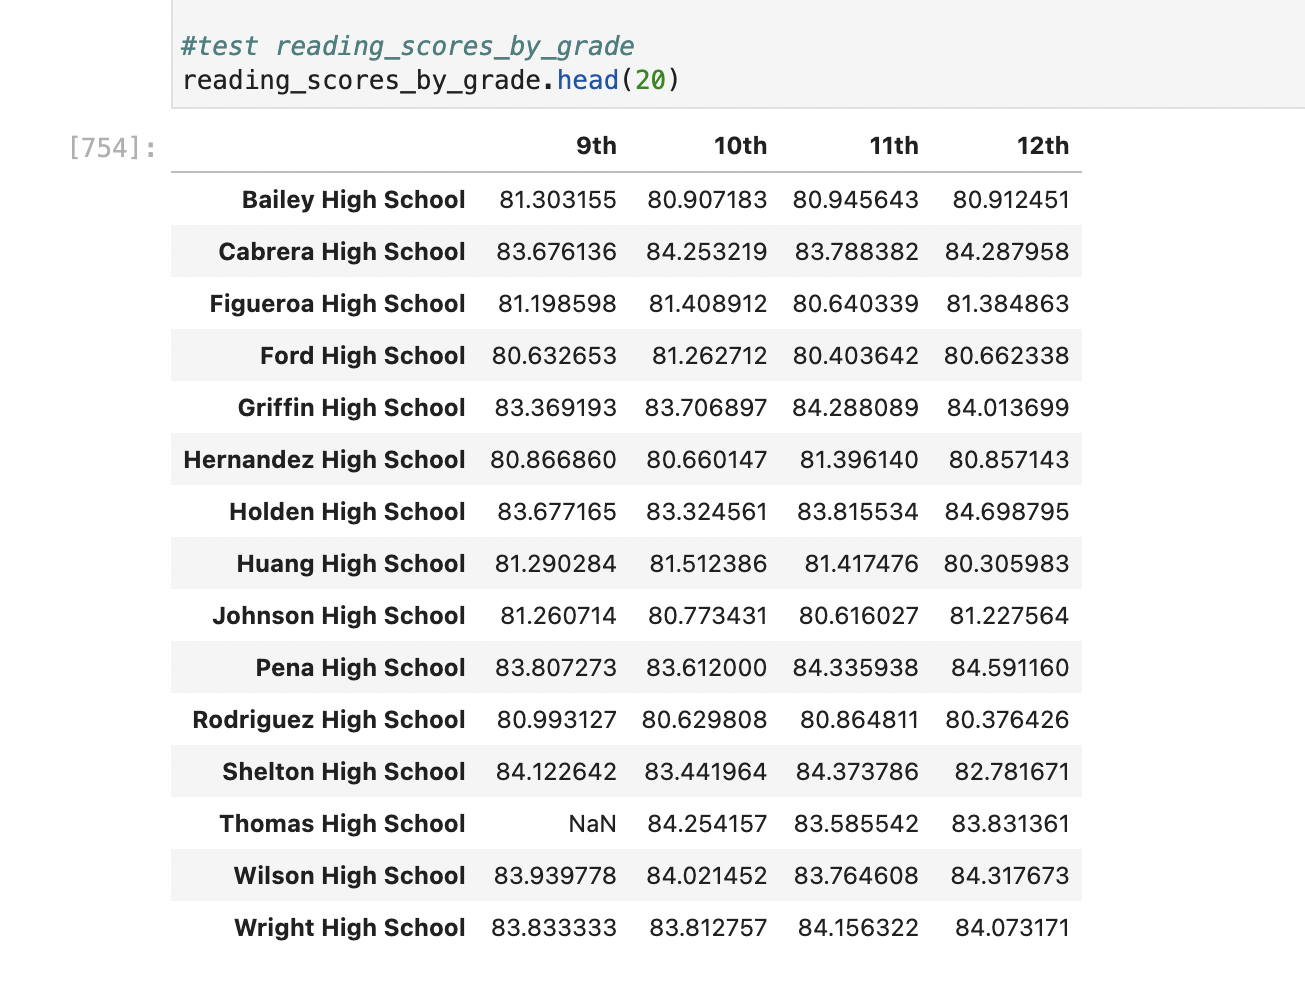 #test reading_scores_by_grade
reading_scores_by_grade.head(20)
[754]:
9th 10th 11th 12th
Bailey High School 81.303155 80.907183 80.945643 80.912451
Cabrera High School 83.676136 84.253219 83.788382 84.287958
Figueroa High School 81.198598 81.408912 80.640339 81.384863
Ford High School 80.632653 81.262712 80.403642 80.662338
Griffin High School 83.369193 83.706897 84.288089 84.013699
Hernandez High School 80.866860 80.660147 81.396140 80.857143
Holden High School 83.677165 83.324561 83.815534 84.698795
Huang High School 81.290284 81.512386 81.417476 80.305983
Johnson High School 81.260714 80.773431 80.616027 81.227564
Pena High School 83.807273 83.612000 84.335938 84.591160
Rodriguez High School 80.993127 80.629808 80.864811 80.376426
Shelton High School 84.122642 83.441964 84.373786 82.781671
Thomas High School NaN 84.254157 83.585542 83.831361
Wilson High School 83.939778 84.021452 83.764608 84.317673
Wright High School 83.833333 83.812757 84.156322 84.073171